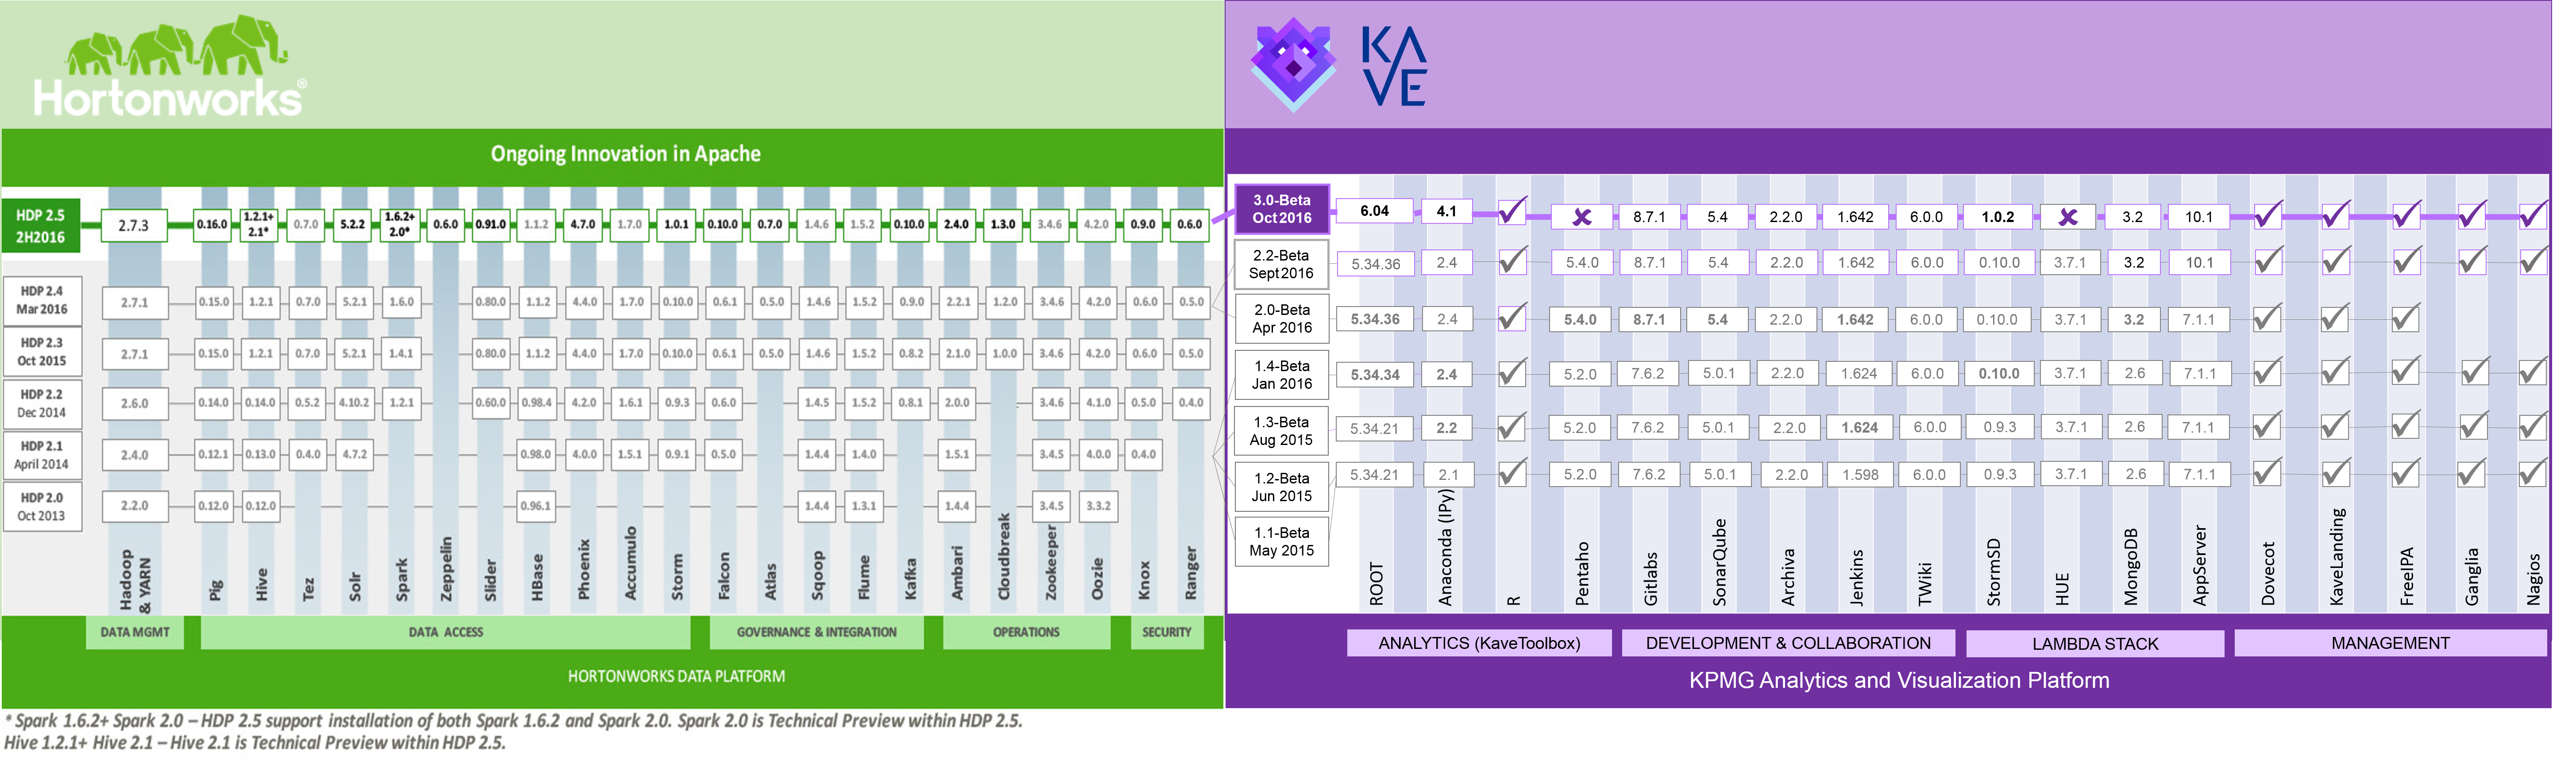 Hortonworks®
Ongoing Innovation in Apache
HDP 2.5
2H2016
2.7.3
0.16.0
1.2.1+
2.1*
0.7.0
5.2.2
1.6.2+
2.0*
0.6.0
0.91.0
1.1.2
4.7.0
1.7.0
1.0.1
0.10.0
0.7.0
1.4.6
1.5.2
0.10.0
2.4.0
1.3.0
3.4.6
4.2.0
0.9.0
0.6.0
HDP 2.4
Mar 2016
2.7.1
0.15.0
1.2.1
0.7.0
5.2.1
1.6.0
0.80.0
1.1.2
4.4.0
1.7.0
0.10.0
0.6.1
0.5.0
1.4.6
1.5.2
0.9.0
2.2.1
1.2.0
3.4.6
4.2.0
0.6.0
0.5.0
HDP 2.3
Oct 2015
2.7.1
0.15.0
1.2.1
0.7.0
5.2.1
1.4.1
0.80.0
1.1.2
4.4.0
1.7.0
0.10.0
0.6.1
0.5.0
1.4.6
1.5.2
0.8.2
2.1.0
1.0.0
3.4.6
4.2.0
0.6.0
0.5.0
HDP 2.2
Dec 2014
2.6.0
0.14.0
0.14.0
0.5.2
4.10.2
1.2.1
0.60.0
0.98.4
4.2.0
1.6.1
0.9.3
0.6.0
1.4.5
1.5.2
0.8.1
2.0.0
3.4.6
4.1.0
0.5.0
0.4.0
HDP 2.1
April 2014
2.4.0
0.12.1
0.13.0
0.4.0
4.7.2
0.98.0
4.0.0
1.5.1
0.9.1
0.5.0
1.4.4
1.4.0
1.5.1
3.4.5
4.0.0
0.4.0
HDP 2.0
Oct 2013
2.2.0
0.12.0
0.12.0
0.96.1
1.4.4
1.3.1
1.4.4
3.4.5
3.3.2
Hadoop
& YARN
Pig
Hive
Tez
Solr
Spark
Zeppelin
Slider
HBase
Phoenix
Accumulo
Storm
Falcon
Atlas
Sqoop
Flume
Kafka
Ambari
Cloudbreak
Zookeeper
Oozie
Knox
Ranger
DATA MGMT
DATA ACCESS
GOVERNANCE & INTEGRATION
OPERATIONS
SECURITY
HORTONWORKS DATA PLATFORM
* Spark 1.6.2+ Spark 2.0 – HDP 2.5 support installation of both Spark 1.6.2 and Spark 2.0. Spark 2.0 is Technical Preview within HDP 2.5.
Hive 1.2.1+ Hive 2.1 – Hive 2.1 is Technical Preview within HDP 2.5.
KA
VE
3.0-Beta
Oct 2016
6.04
4.1
8.7.1
5.4
2.2.0
1.642
6.0.0
1.0.2
3.2
10.1
2.2-Beta
Sept 2016
5.34.36
2.4
5.4.0
8.7.1
5.4
2.2.0
1.642
6.0.0
0.10.0
3.7.1
3.2
10.1
2.0-Beta
Apr 2016
5.34.36
2.4
5.4.0
8.7.1
5.4
2.2.0
1.642
6.0.0
0.10.0
3.7.1
3.2
7.1.1
1.4-Beta
Jan 2016
5.34.34
2.4
5.2.0
7.6.2
5.0.1
2.2.0
1.624
6.0.0
0.10.0
3.7.1
2.6
7.1.1
1.3-Beta
Aug 2015
5.34.21
2.2
5.2.0
7.6.2
5.0.1
2.2.0
1.624
6.0.0
0.9.3
3.7.1
2.6
7.1.1
1.2-Beta
Jun 2015
5.34.21
2.1
5.2.0
7.6.2
5.0.1
2.2.0
1.598
6.0.0
0.9.3
3.7.1
2.6
7.1.1
1.1-Beta
May 2015
ROOT
Anaconda (IPy)
R
Pentaho
Gitlabs
SonarQube
Archiva
Jenkins
TWiki
StormSD
HUE
MongoDB
AppServer
Dovecot
KaveLanding
FreeIPA
Ganglia
Nagios
ANALYTICS (KaveToolbox)
DEVELOPMENT & COLLABORATION
LAMBDA STACK
MANAGEMENT
KPMG Analytics and Visualization Platform